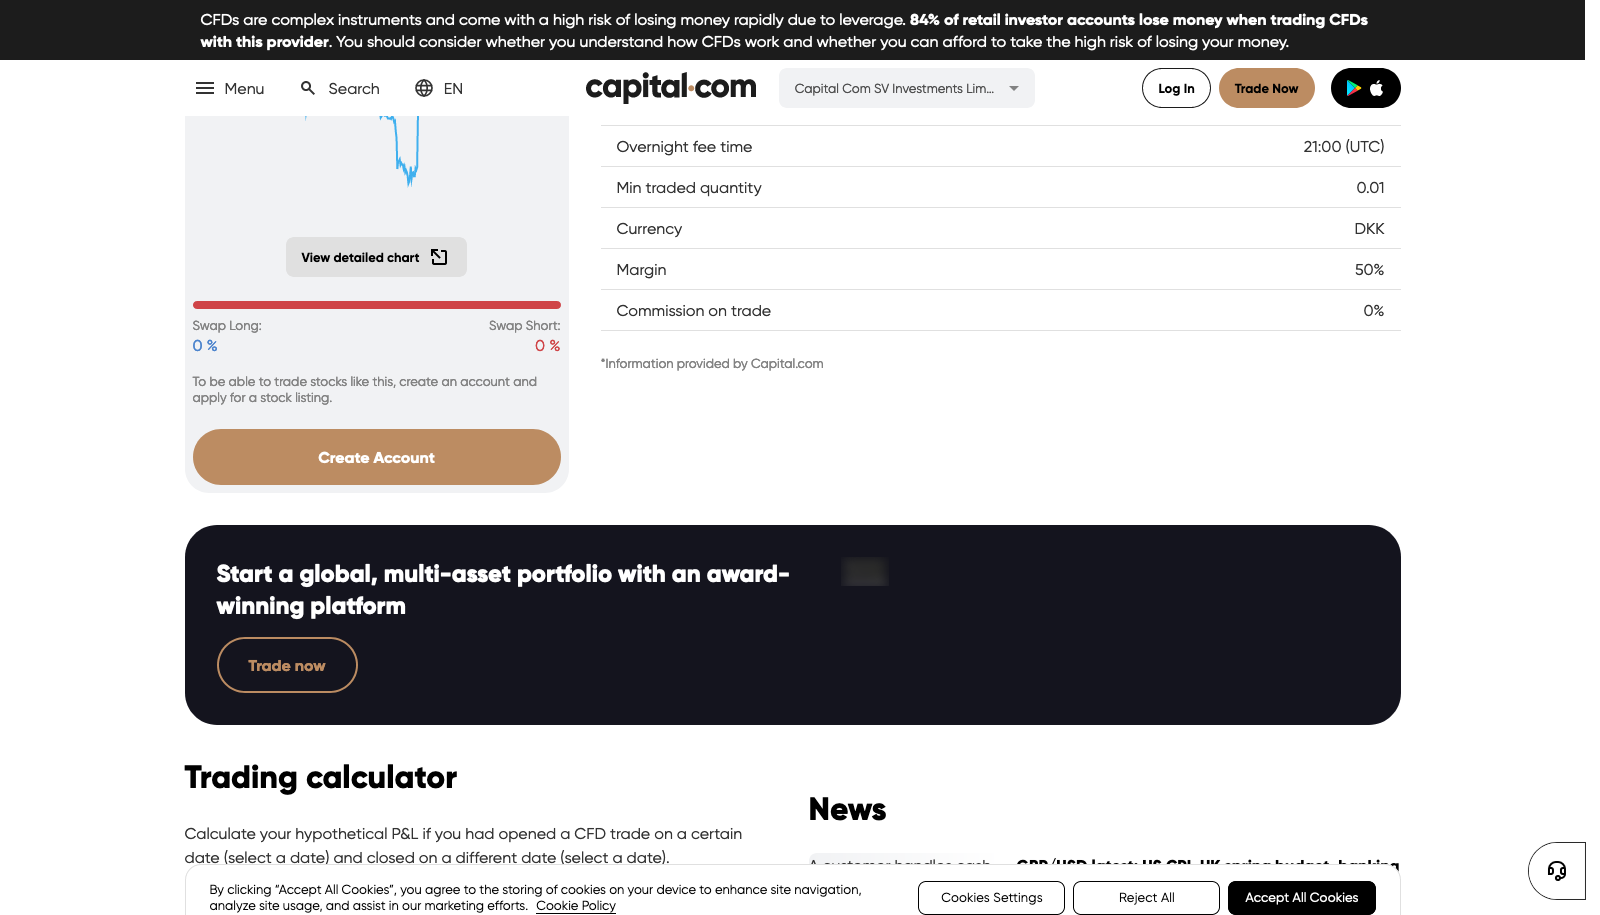 CFDs are complex instruments and come with a high risk of losing money rapidly due to leverage. 84% of retail investor accounts lose money when trading CFDs
with this provider. You should consider whether you understand how CFDs work and whether you can afford to take the high risk of losing your money.
Menu
Search
EN
capital.com
Capital Com SV Investments Lim...
Log In
Trade Now
Overnight fee time 21:00 (UTC)
Min traded quantity 0.01
Currency DKK
Margin 50%
Commission on trade 0%
*Information provided by Capital.com
View detailed chart
Swap Long: Swap Short:
0 % 0 %
To be able to trade stocks like this, create an account and
apply for a stock listing.
Create Account
Start a global, multi-asset portfolio with an award-
winning platform
Trade now
Trading calculator
Calculate your hypothetical P&L if you had opened a CFD trade on a certain
date (select a date) and closed on a different date (select a date).
News
A customer handles cash
GBP/USD latest: US CPI, UK spring budget, banking
By clicking “Accept All Cookies”, you agree to the storing of cookies on your device to enhance site navigation,
analyze site usage, and assist in our marketing efforts. Cookie Policy
Cookies Settings
Reject All
Accept All Cookies